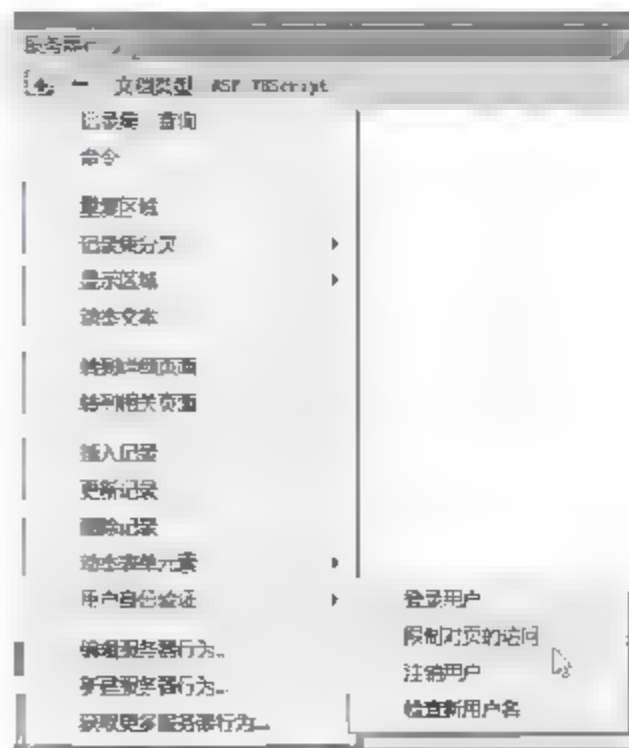 文档类型 ASP VBScript
记录集 查询
命令
重复区域
记录集分页
显示区域
动态文本
转到详细页面
转到相关页面
插入记录
更新记录
删除记录
动态表单元素
用户身份验证
登录用户
限制对页的访问
注销用户
检查新用户名
编辑服务器行为...
新建服务器行为...
获取更多服务器行为...